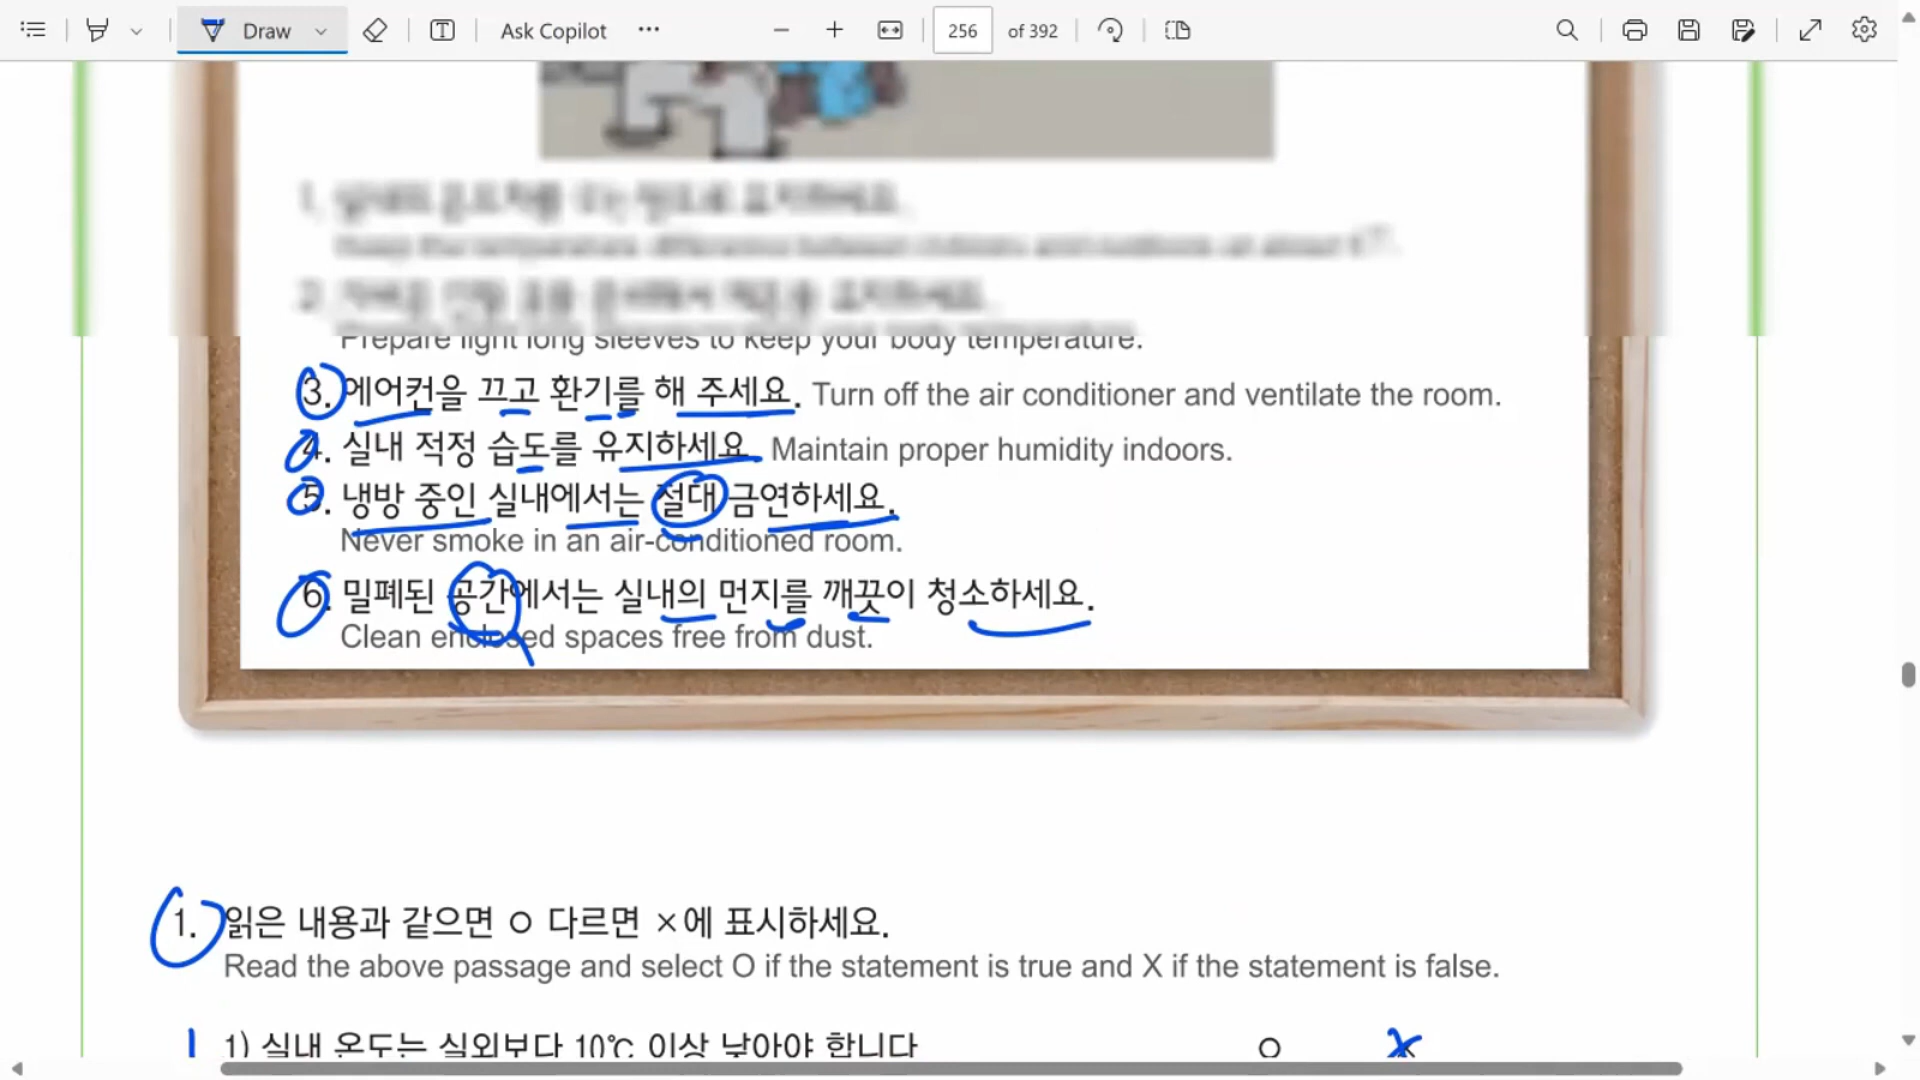 Draw
Ask Copilot
256 of 392
Prepare light long sleeves to keep your body temperature.
3. 에어컨을 끄고 환기를 해 주세요. Turn off the air conditioner and ventilate the room.
4. 실내 적정 습도를 유지하세요. Maintain proper humidity indoors.
5. 냉방 중인 실내에서는 절대 금연하세요.
Never smoke in an air-conditioned room.
6. 밀폐된 공간에서는 실내의 먼지를 깨끗이 청소하세요.
Clean enclosed spaces free from dust.
1. 읽은 내용과 같으면 ㅇ 다르면 ×에 표시하세요.
Read the above passage and select O if the statement is true and X if the statement is false.
1) 실내 온도는 실외보다 10℃ 이상 낮아야 합니다 O X